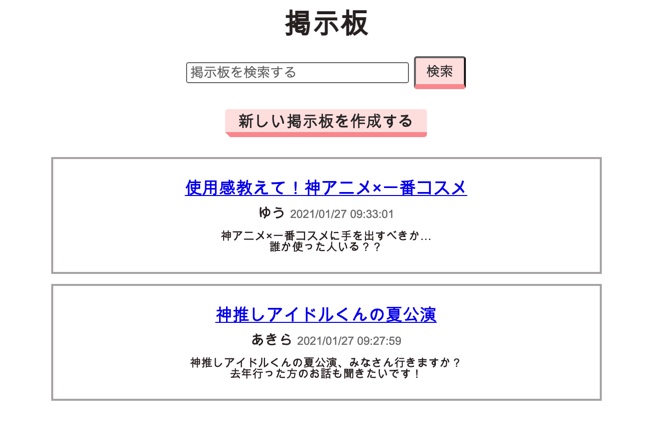 掲示板
掲示板を検索する 検索
新しい掲示板を作成する
使用感教えて！神アニメ×一番コスメ
ゆう 2021/01/27 09:33:01
神アニメ×一番コスメに手を出すべきか…
誰か使った人いる？？
神推しアイドルくんの夏公演
あきら 2021/01/27 09:27:59
神推しアイドルくんの夏公演、みなさん行きますか？
去年行った方のお話も聞きたいです！